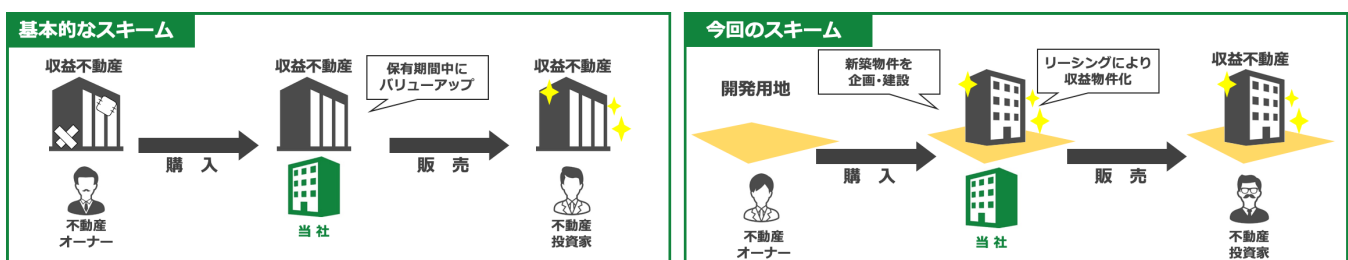 基本的なスキーム
収益不動産
収益不動産
保有期間中に
バリューアップ
収益不動産
購　入
販　売
不動産
オーナー
当 社
不動産
投資家
今回のスキーム
開発用地
新築物件を
企画・建設
リーシングにより
収益物件化
収益不動産
購　入
販　売
不動産
オーナー
当 社
不動産
投資家